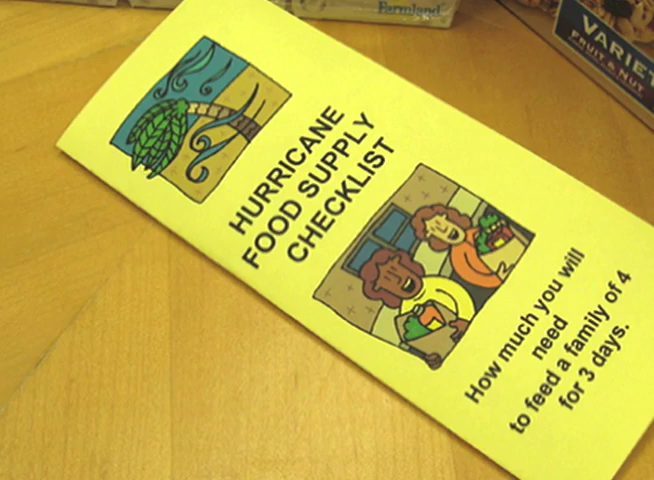 Farmland
VARIET
FRUIT & NUT
HURRICANE
FOOD SUPPLY
CHECKLIST
How much you will
need
to feed a family of 4
for 3 days.